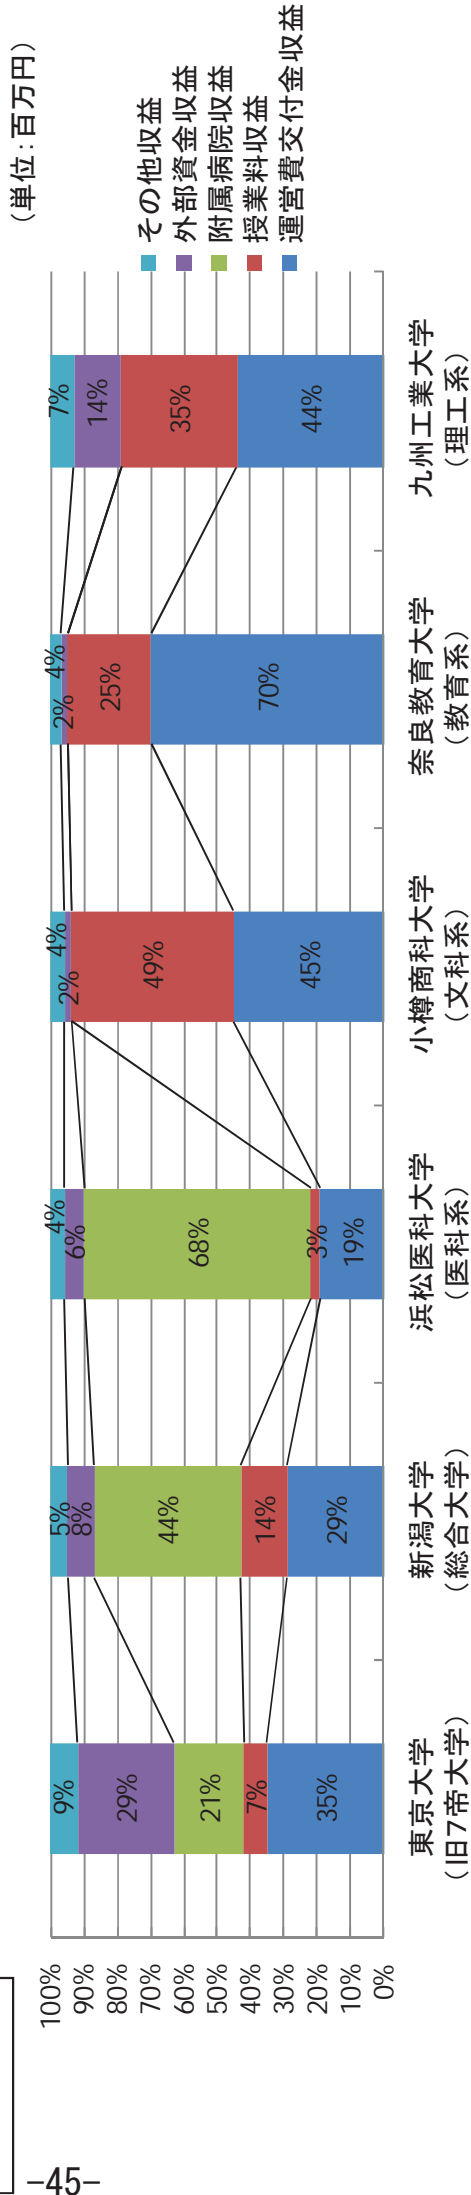 (単位:百万円)
その他収益
外部資金収益
附属病院収益
授業料収益
運営費交付金収益
100%
90%
80%
70%
60%
50%
40%
30%
20%
10%
0%
9%
29%
21%
7%
35%
5%
8%
44%
14%
29%
4%
6%
68%
3%
19%
4%
2%
49%
45%
4%
2%
25%
70%
7%
14%
35%
44%
東京大学
(旧7帝大学)
新潟大学
(総合大学)
浜松医科大学
(医科系)
小樽商科大学
(文科系)
奈良教育大学
(教育系)
九州工業大学
(理工系)
-45-